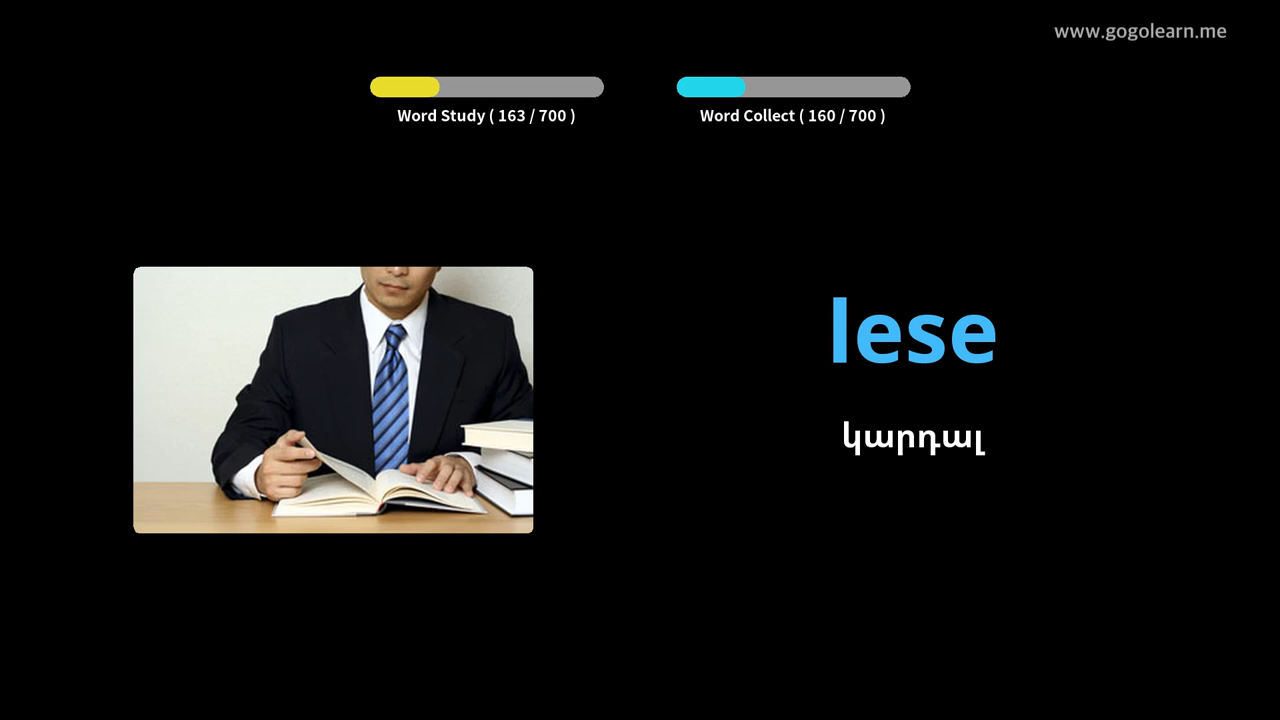 www.gogolearn.me
Word Study ( 163 / 700 )
Word Collect ( 160 / 700 )
lese
կարդալ